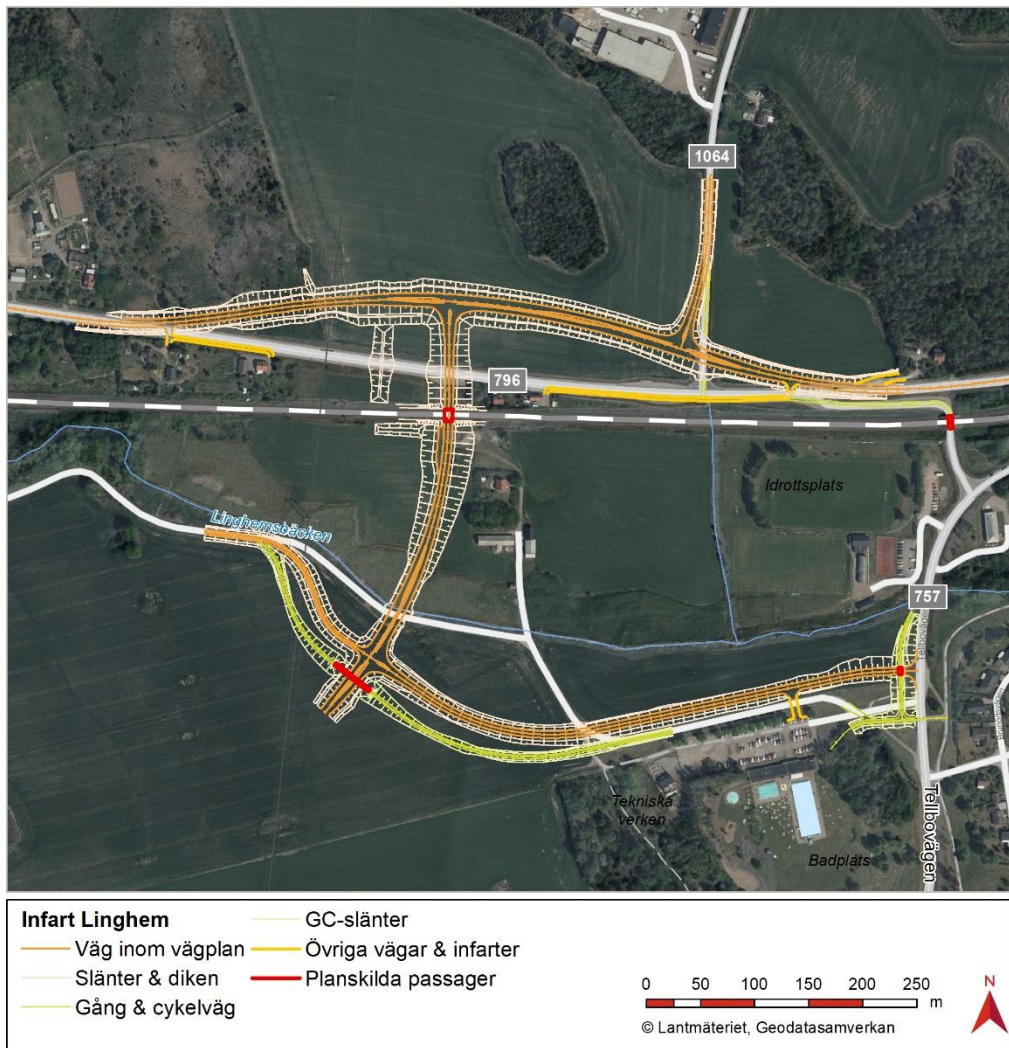 1064
796
Idrottsplats
Linghemsbäcken
757
Tellbovägen
Tekniska
verken
Badplats
Infart Linghem
Väg inom vägplan
Slänter & diken
Gång & cykelväg
GC-slänter
Övriga vägar & infarter
Planskilda passager
0 50 100 150 200 250
m
© Lantmäteriet, Geodatasamverkan
N